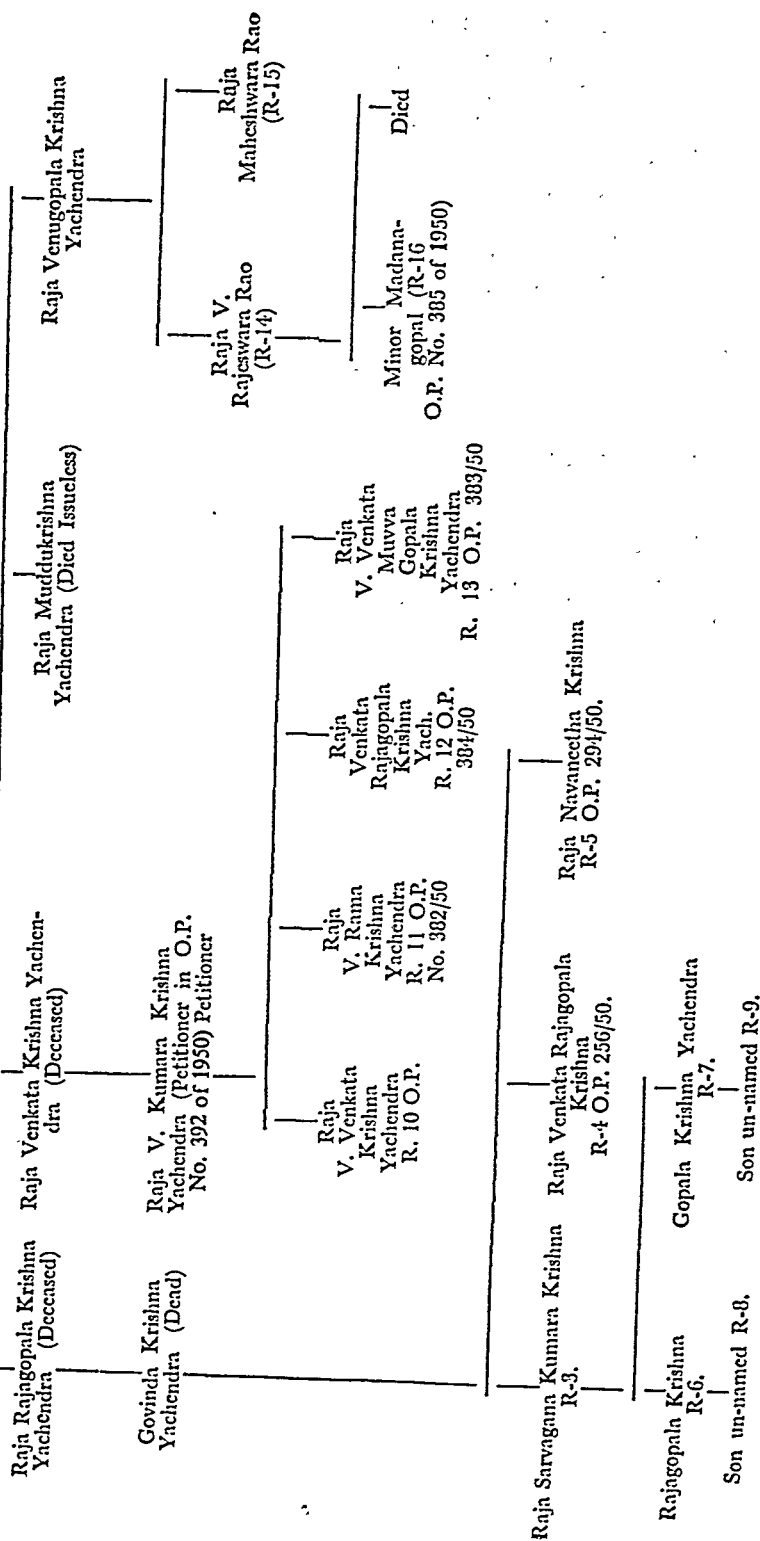 Raja Rajagopala Krishna
Yachendra (Deceased)
Raja Venkata Krishna Yachen-
dra (Deceased)
Raja Muddukrishna
Yachendra (Died Issueless)
Raja Venugopala Krishna
Yachendra
Govinda Krishna
Yachendra (Dead)
Raja V. Kumara Krishna
Yachendra (Petitioner in O.P.
No. 392 of 1950) Petitioner
Raja V.
Rajeswara Rao
(R-14)
Raja
Maheshwara Rao
(R-15)
Raja
V. Venkata
Krishna
Yachendra
R. 10 O.P.
Raja
V. Rama
Krishna
Yachendra
R. 11 O.P.
No. 382/50
Raja
Venkata
Rajagopala
Krishna
Yach.
R. 12 O.P.
384/50
Raja
V. Venkata
Muvva
Gopala
Krishna
Yachendra
R. 13 O.P. 383/50
Minor Madana-
gopal (R-16
O.P. No. 385 of 1950)
Died
Raja Sarvagana Kumara Krishna
R-3.
Raja Venkata Rajagopala
Krishna
R-4 O.P. 256/50.
Raja Navaneetha Krishna
R-5 O.P. 294/50.
Rajagopala Krishna
R-6.
Gopala Krishna Yachendra
R-7.
Son un-named R-8.
Son un-named R-9.